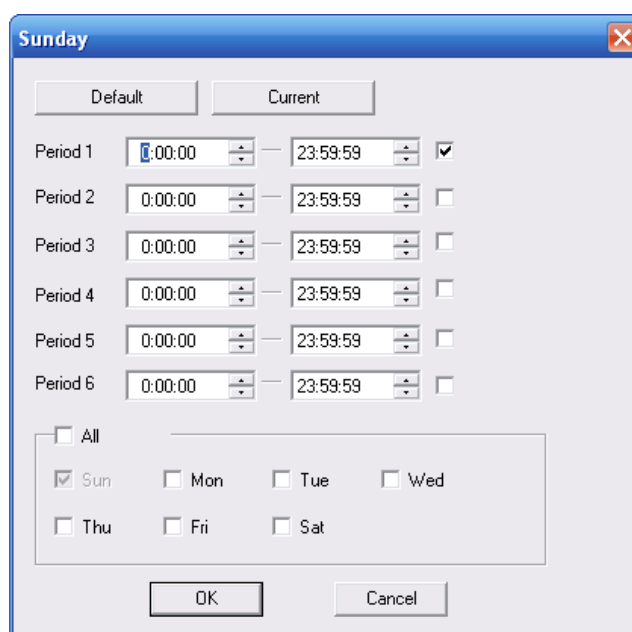 Sunday
Default Current
Period 1 0:00:00 — 23:59:59
Period 2 0:00:00 — 23:59:59
Period 3 0:00:00 — 23:59:59
Period 4 0:00:00 — 23:59:59
Period 5 0:00:00 — 23:59:59
Period 6 0:00:00 — 23:59:59
All
Sun Mon Tue Wed
Thu Fri Sat
OK Cancel